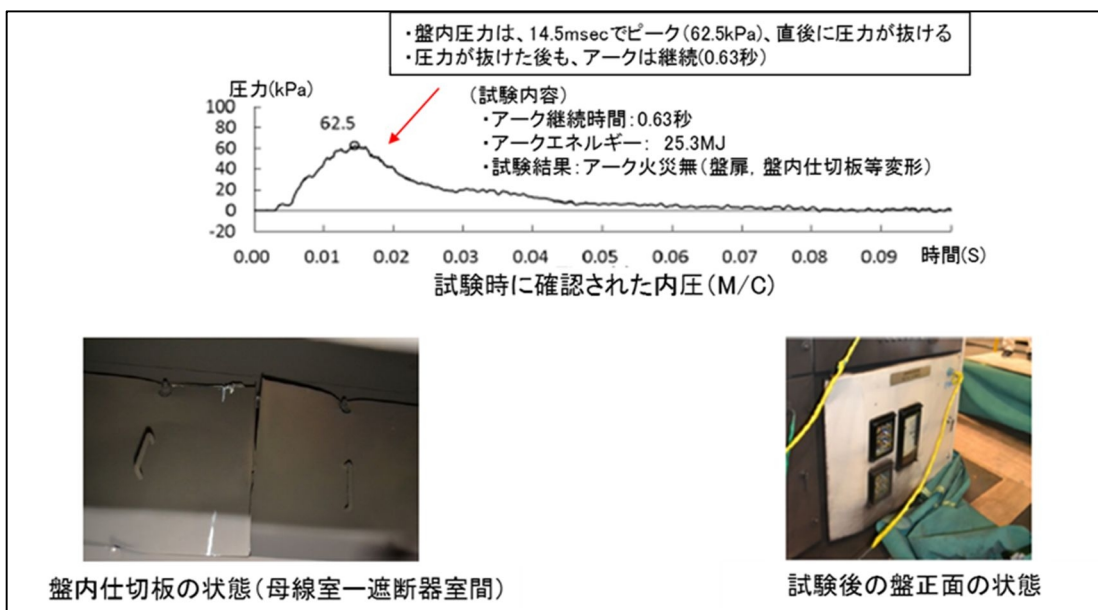 ・盤内圧力は、14.5msecでピーク(62.5kPa)、直後に圧力が抜ける
・圧力が抜けた後も、アークは継続(0.63秒)
圧力(kPa)
100
80
60
40
20
0
-20
62.5
(試験内容)
・アーク継続時間:0.63秒
・アークエネルギー: 25.3MJ
・試験結果:アーク火災無(盤扉，盤内仕切板等変形)
0.00 0.01 0.02 0.03 0.04 0.05 0.06 0.07 0.08 0.09 時間(S)
試験時に確認された内圧(M/C)
盤内仕切板の状態(母線室ー遮断器室間)
試験後の盤正面の状態